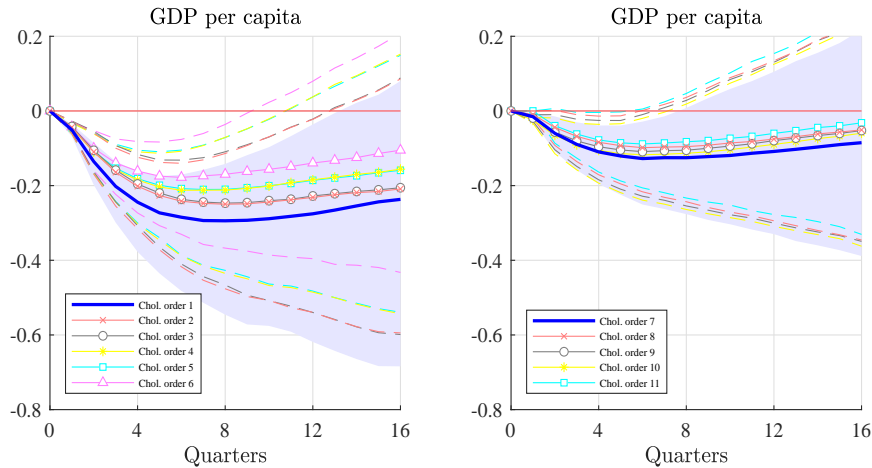 GDP per capita
0.2
0
-0.2
-0.4
-0.6
-0.8
Chol. order 1
Chol. order 2
Chol. order 3
Chol. order 4
Chol. order 5
Chol. order 6
0 4 8 12 16
Quarters
GDP per capita
0.2
0
-0.2
-0.4
-0.6
-0.8
Chol. order 7
Chol. order 8
Chol. order 9
Chol. order 10
Chol. order 11
0 4 8 12 16
Quarters